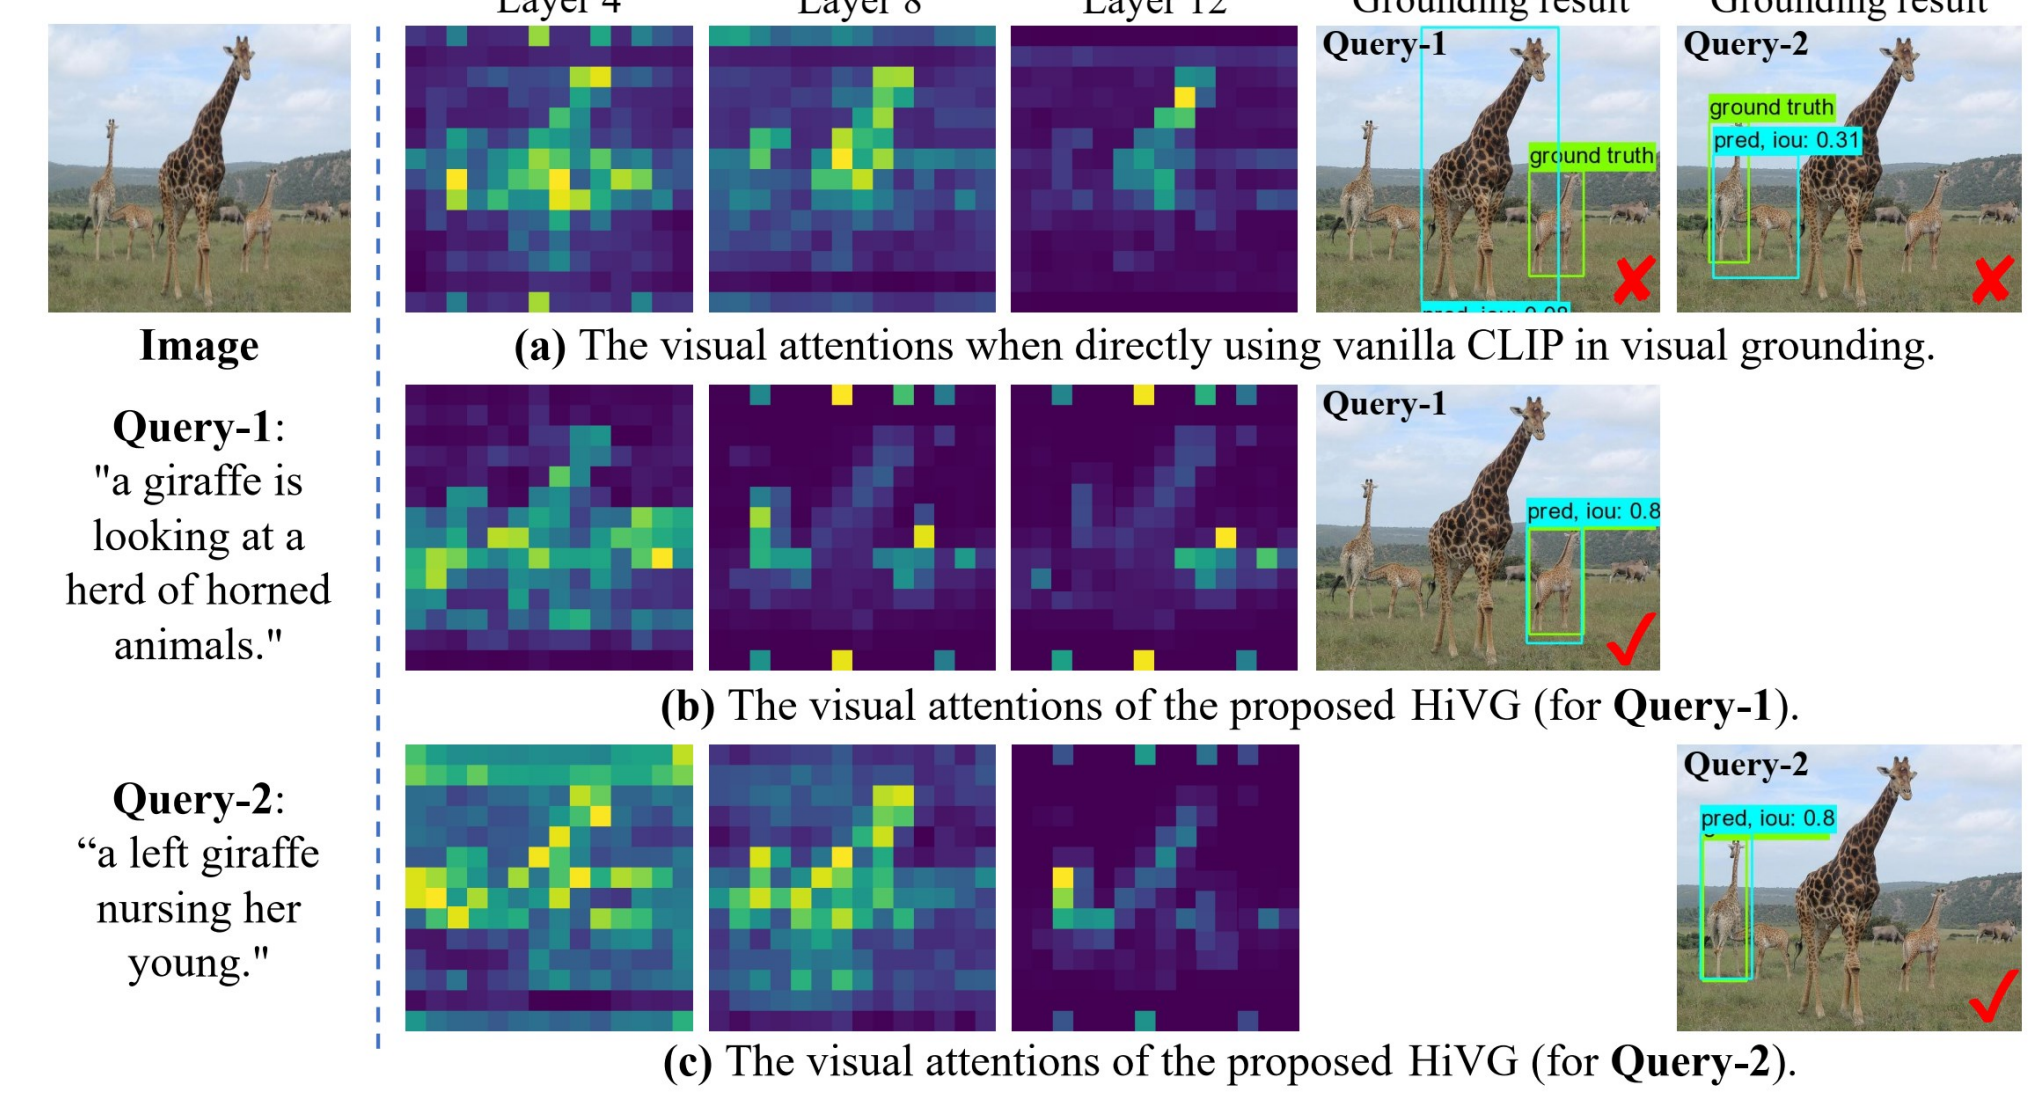 Layer 4 Layer 8 Layer 12 Grounding result Grounding result
Query-1 Query-2
ground truth
pred, iou: 0.31
ground truth
pred, iou: 0.08
Image
(a) The visual attentions when directly using vanilla CLIP in visual grounding.
Query-1:
"a giraffe is
looking at a
herd of horned
animals."
Query-1
pred, iou: 0.8
(b) The visual attentions of the proposed HiVG (for Query-1).
Query-2:
“a left giraffe
nursing her
young."
Query-2
pred, iou: 0.8
(c) The visual attentions of the proposed HiVG (for Query-2).